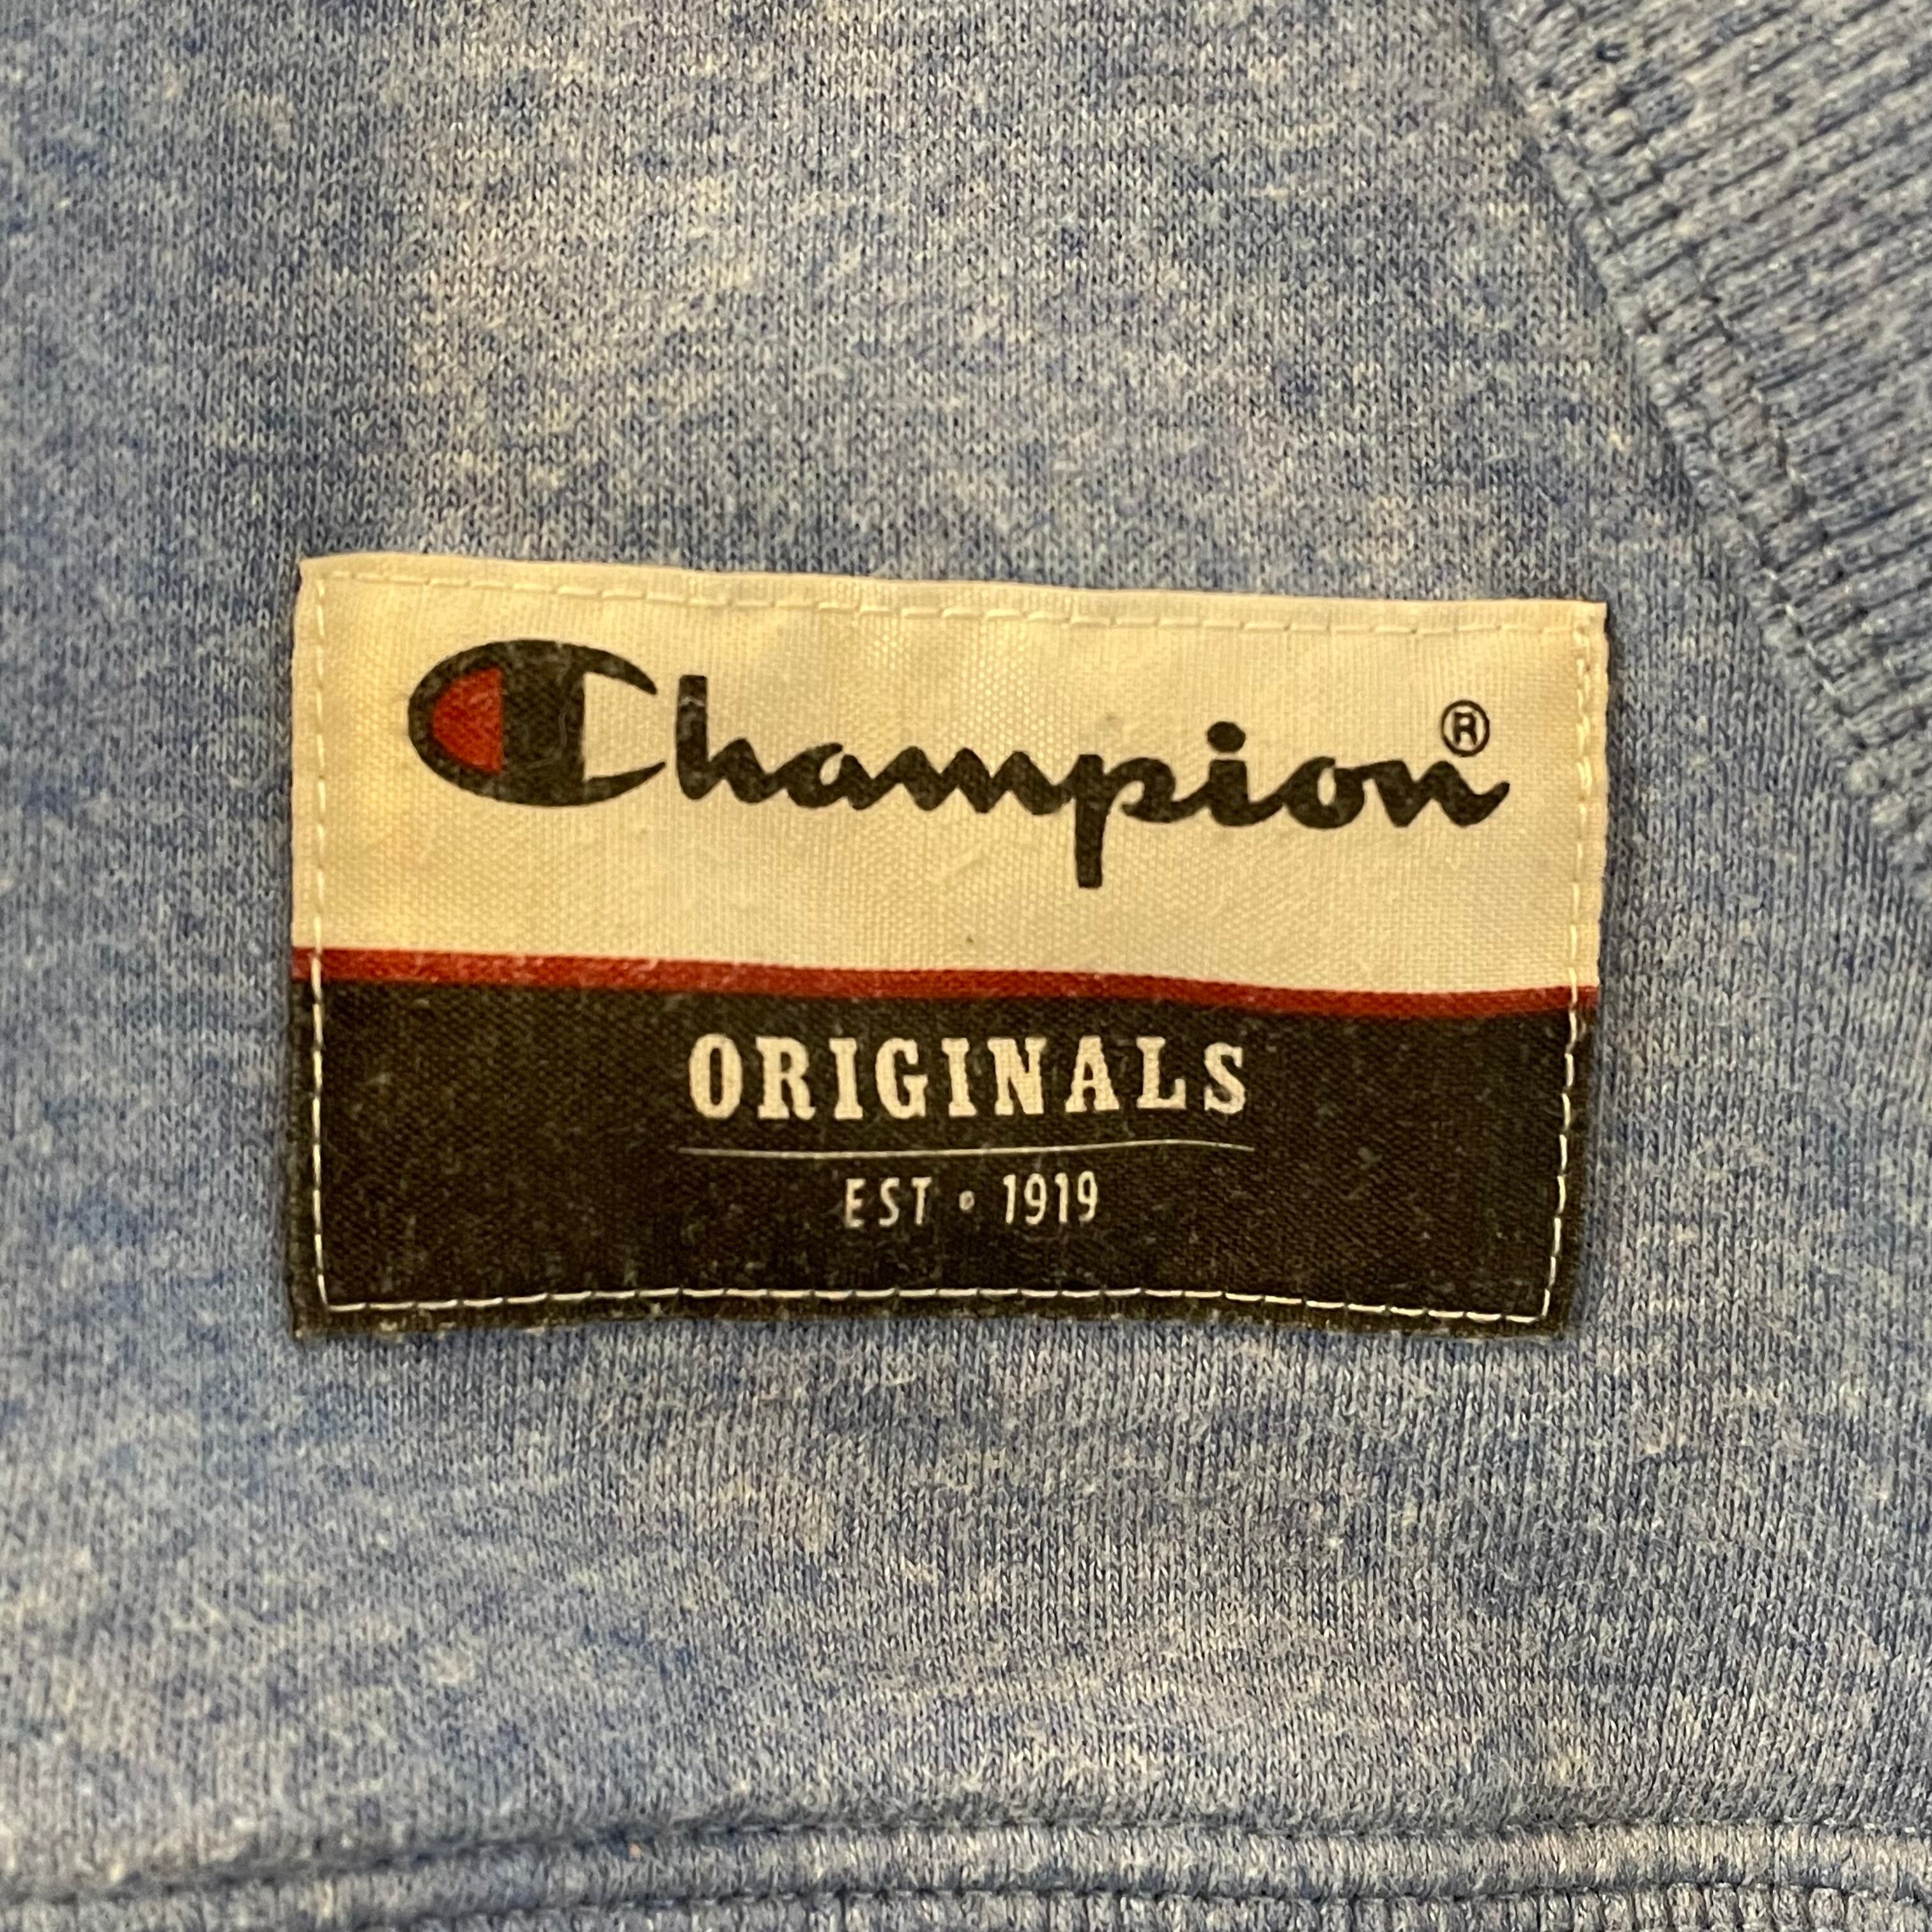 Champion®
ORIGINALS
EST • 1919